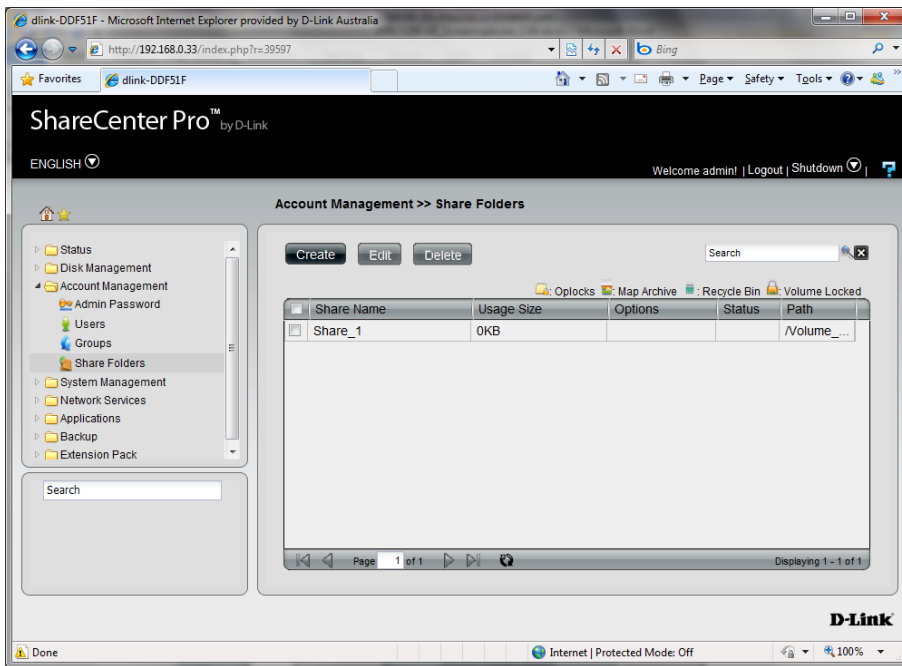 dlink-DDF51F - Microsoft Internet Explorer provided by D-Link Australia
http://192.168.0.33/index.php?r=39597
Bing
Favorites
dlink-DDF51F
Page
Safety
Tools
ShareCenter Pro™ by D-Link
ENGLISH
Welcome admin! | Logout | Shutdown |
Account Management >> Share Folders
Status
Disk Management
Account Management
Admin Password
Users
Groups
Share Folders
System Management
Network Services
Applications
Backup
Extension Pack
Search
Create
Edit
Delete
Search
: Oplocks : Map Archive : Recycle Bin : Volume Locked
Share Name Usage Size Options Status Path
Share_1 0KB /Volume_...
Page 1 of 1
Displaying 1 - 1 of 1
D-Link
Done
Internet | Protected Mode: Off
100%